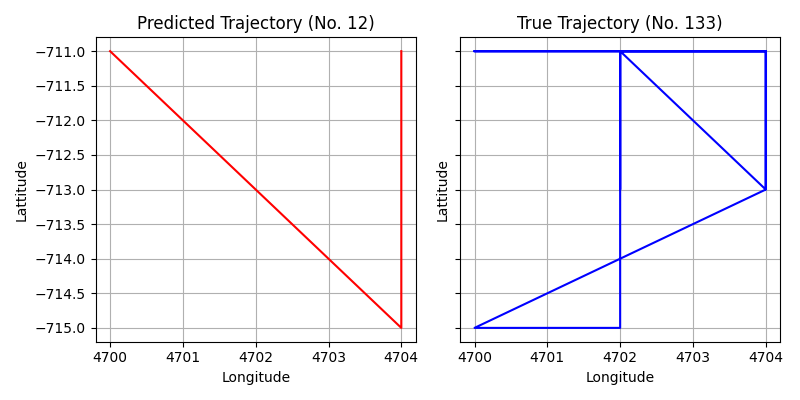 Predicted Trajectory (No. 12)
True Trajectory (No. 133)
−711.0
−711.5
−712.0
−712.5
−713.0
−713.5
−714.0
−714.5
−715.0
Lattitude
Lattitude
4700 4701 4702 4703 4704
4700 4701 4702 4703 4704
Longitude
Longitude